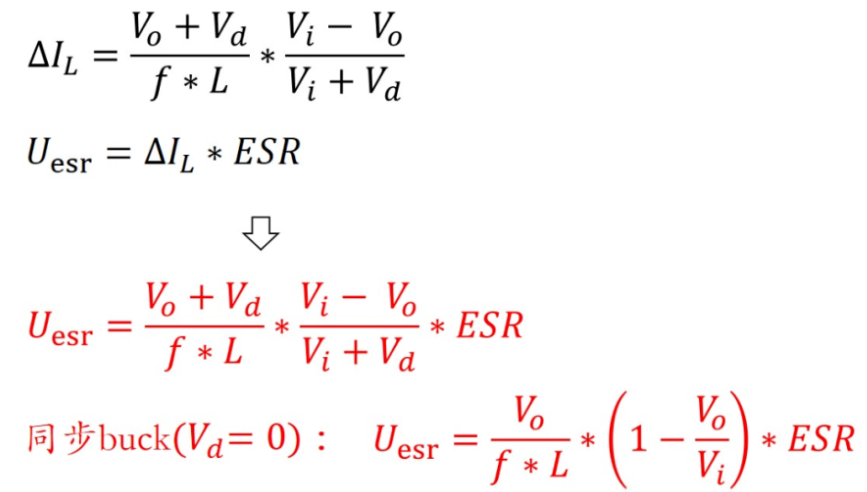 ΔI_L = (V_o + V_d)/(f * L) * (V_i − V_o)/(V_i + V_d)
U_esr = ΔI_L * ESR
⇩
U_esr = (V_o + V_d)/(f * L) * (V_i − V_o)/(V_i + V_d) * ESR
同步buck(V_d= 0)： U_esr = V_o/(f * L) * (1 − V_o/V_i) * ESR